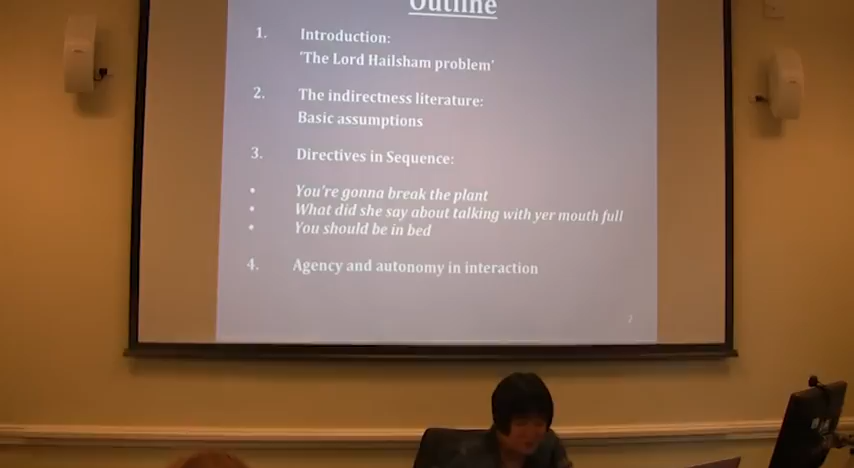 Outline
1. Introduction:
'The Lord Hailsham problem'
2. The indirectness literature:
Basic assumptions
3. Directives in Sequence:
• You're gonna break the plant
• What did she say about talking with yer mouth full
• You should be in bed
4. Agency and autonomy in interaction